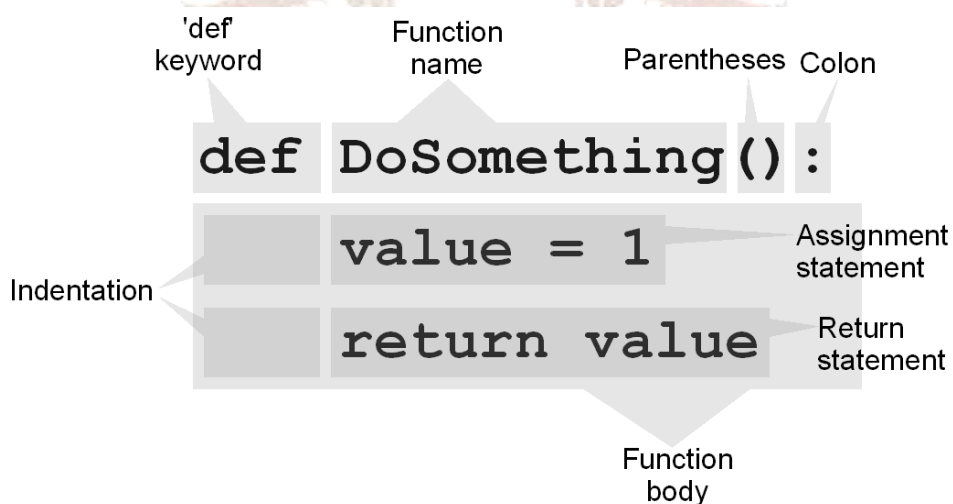 'def'
keyword
Function
name
Parentheses
Colon
def DoSomething():
value = 1
Assignment
statement
Indentation
return value
Return
statement
Function
body